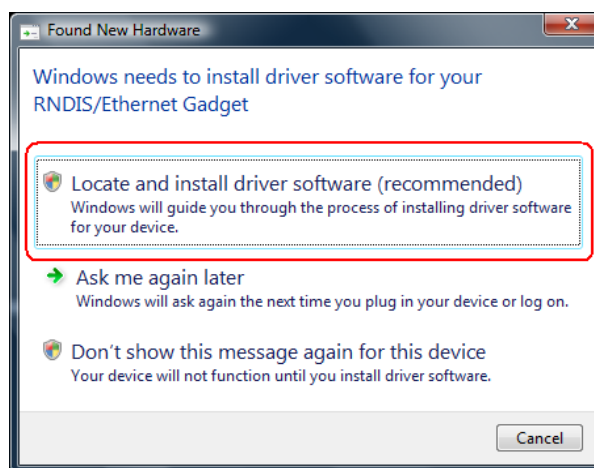 Found New Hardware
Windows needs to install driver software for your
RNDIS/Ethernet Gadget
Locate and install driver software (recommended)
Windows will guide you through the process of installing driver software
for your device.
Ask me again later
Windows will ask again the next time you plug in your device or log on.
Don't show this message again for this device
Your device will not function until you install driver software.
Cancel